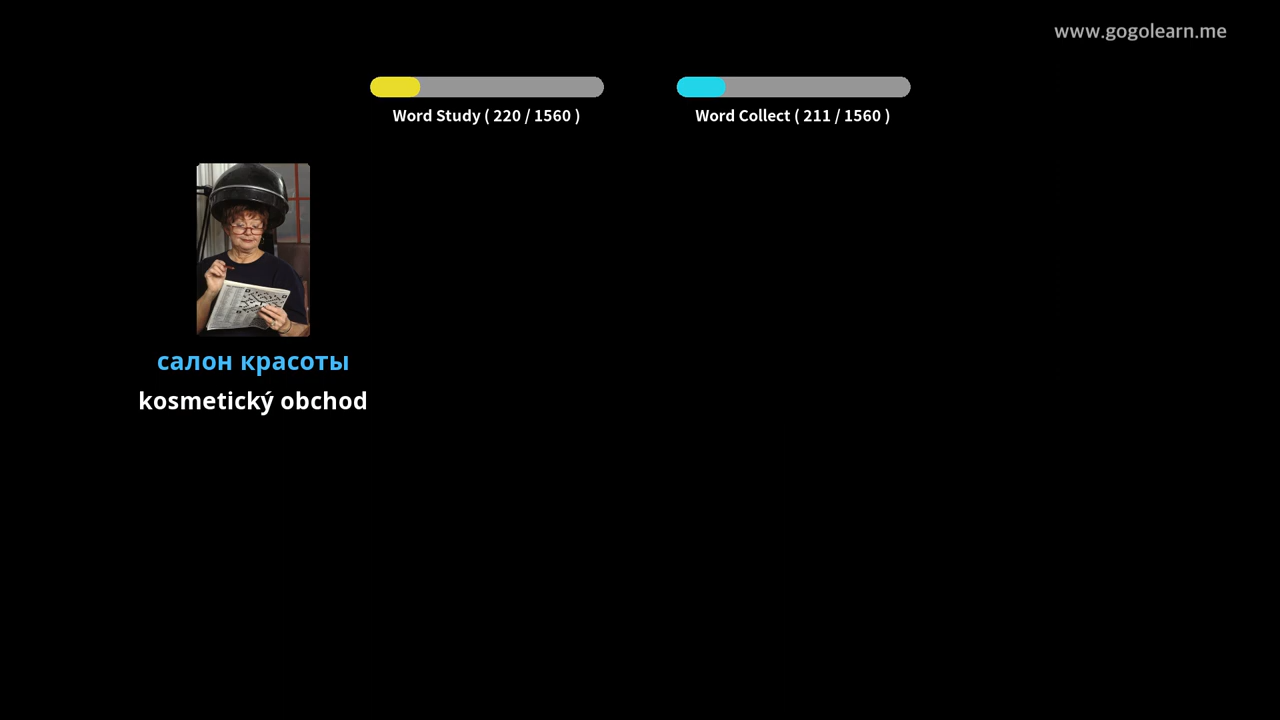 www.gogolearn.me
Word Study ( 220 / 1560 )
Word Collect ( 211 / 1560 )
салон красоты
kosmetický obchod